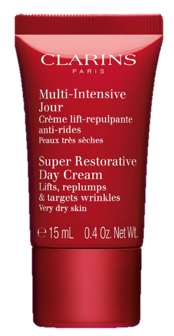 CLARINS
PARIS
Multi-Intensive
Jour
Crème lift-repulpante
anti-rides
Peaux très sèches
Super Restorative
Day Cream
Lifts, replumps
& targets wrinkles
Very dry skin
℮ 15 mL 0.4 Oz. Net Wt.